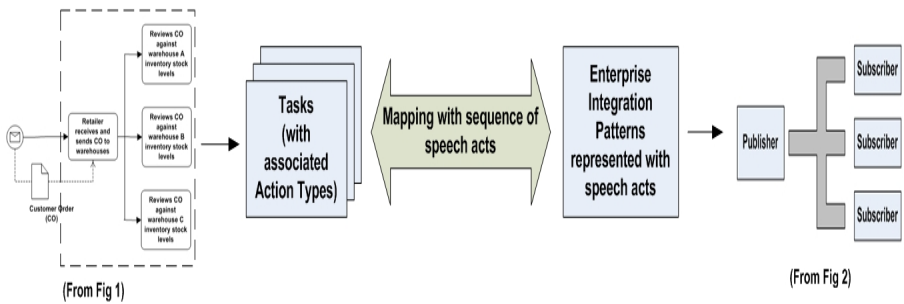 Reviews CO
against
warehouse A
inventory stock
levels
Retailer
receives and
sends CO to
warehouses
Reviews CO
against
warehouse B
inventory stock
levels
Customer Order
(CO)
Reviews CO
against
warehouse C
inventory stock
levels
(From Fig 1)
Tasks
(with
associated
Action Types)
Mapping with sequence of
speech acts
Enterprise
Integration
Patterns
represented with
speech acts
Publisher
Subscriber
Subscriber
Subscriber
(From Fig 2)